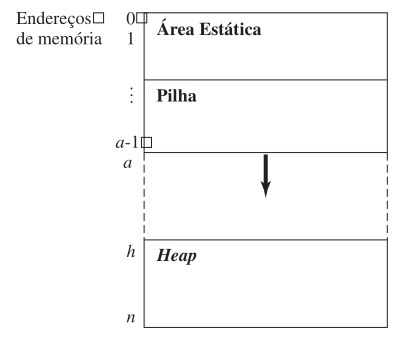 Endereços 0
de memória 1
Área Estática
⋮
Pilha
a-1
a
h
Heap
n